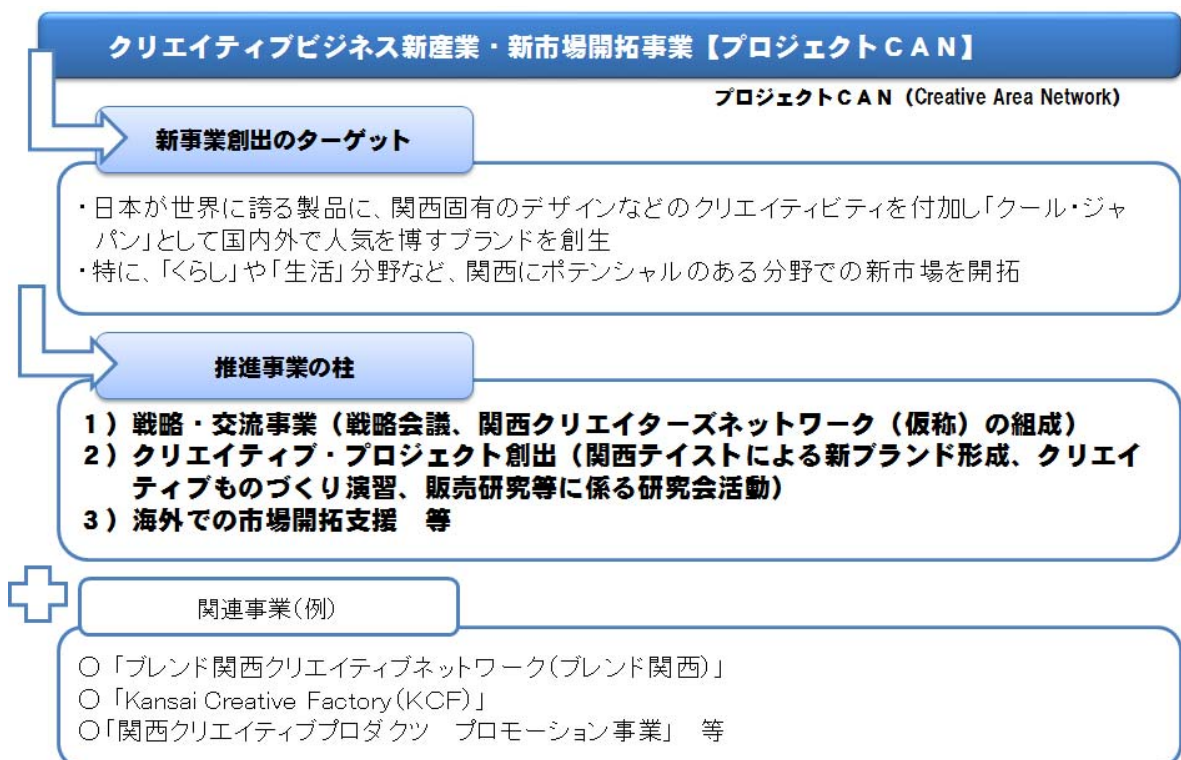 クリエイティブビジネス新産業・新市場開拓事業【プロジェクトCAN】
プロジェクトCAN（Creative Area Network）
新事業創出のターゲット
・日本が世界に誇る製品に、関西固有のデザインなどのクリエイティビティを付加し「クール・ジャ
パン」として国内外で人気を博すブランドを創生
・特に、「くらし」や「生活」分野など、関西にポテンシャルのある分野での新市場を開拓
推進事業の柱
１）戦略・交流事業（戦略会議、関西クリエイターズネットワーク（仮称）の組成）
２）クリエイティブ・プロジェクト創出（関西テイストによる新ブランド形成、クリエイ
ティブものづくり演習、販売研究等に係る研究会活動）
３）海外での市場開拓支援　等
関連事業（例）
○「ブレンド関西クリエイティブネットワーク（ブレンド関西）」
○「Kansai Creative Factory（KCF）」
○「関西クリエイティブプロダクツ　プロモーション事業」　等